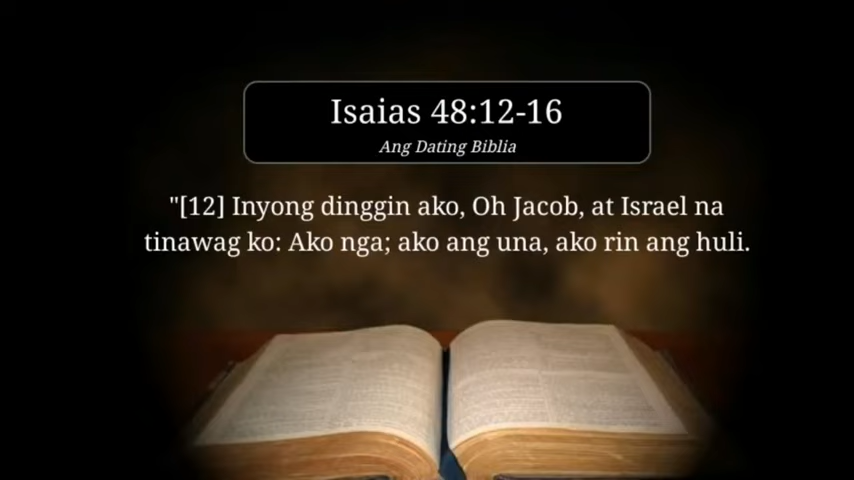 Isaias 48:12-16
Ang Dating Biblia
"[12] Inyong dinggin ako, Oh Jacob, at Israel na
tinawag ko: Ako nga; ako ang una, ako rin ang huli.